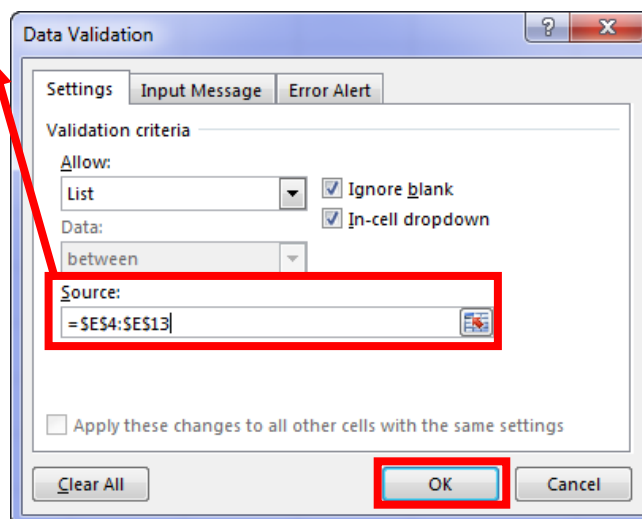 Data Validation
Settings Input Message Error Alert
Validation criteria
Allow:
List
Ignore blank
In-cell dropdown
Data:
between
Source:
=$E$4:$E$13
Apply these changes to all other cells with the same settings
Clear All OK Cancel